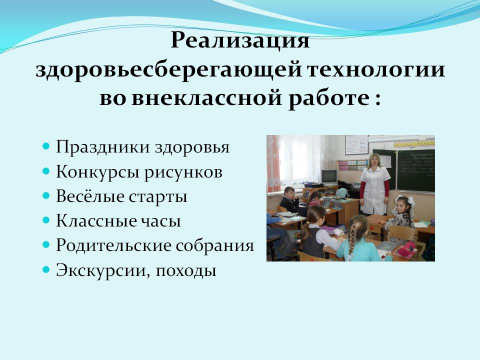 Реализация
здоровьесберегающей технологии
во внеклассной работе :
Праздники здоровья
Конкурсы рисунков
Весёлые старты
Классные часы
Родительские собрания
Экскурсии, походы